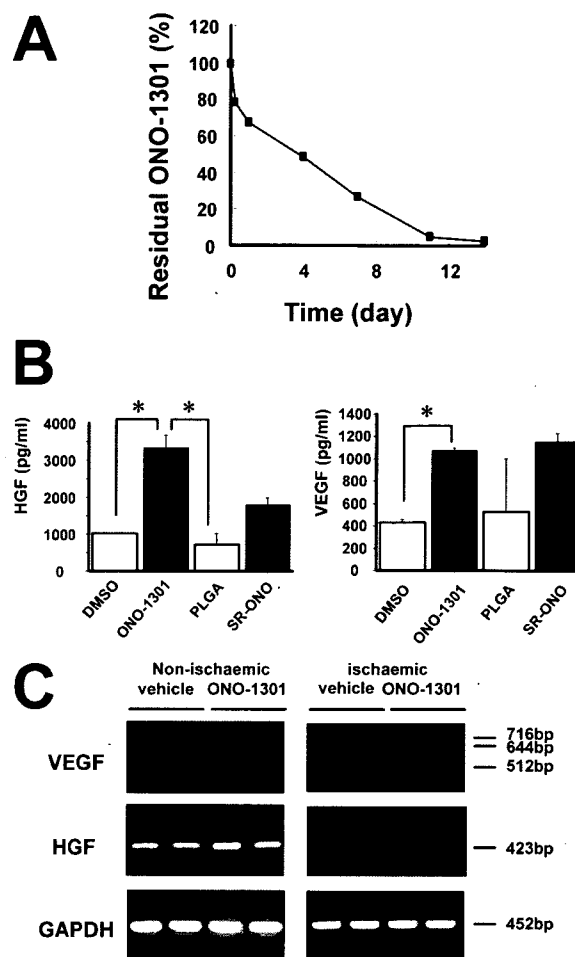 A
Residual ONO-1301 (%)
120
100
80
60
40
20
0
0 4 8 12
Time (day)
B
HGF (pg/ml)
4000
3000
2000
1000
0
* *
DMSO ONO-1301 PLGA SR-ONO
VEGF (pg/ml)
1400
1200
1000
800
600
400
200
0
*
DMSO ONO-1301 PLGA SR-ONO
C
Non-ischaemic ischaemic
vehicle ONO-1301 vehicle ONO-1301
VEGF
716bp
644bp
512bp
HGF
423bp
GAPDH
452bp